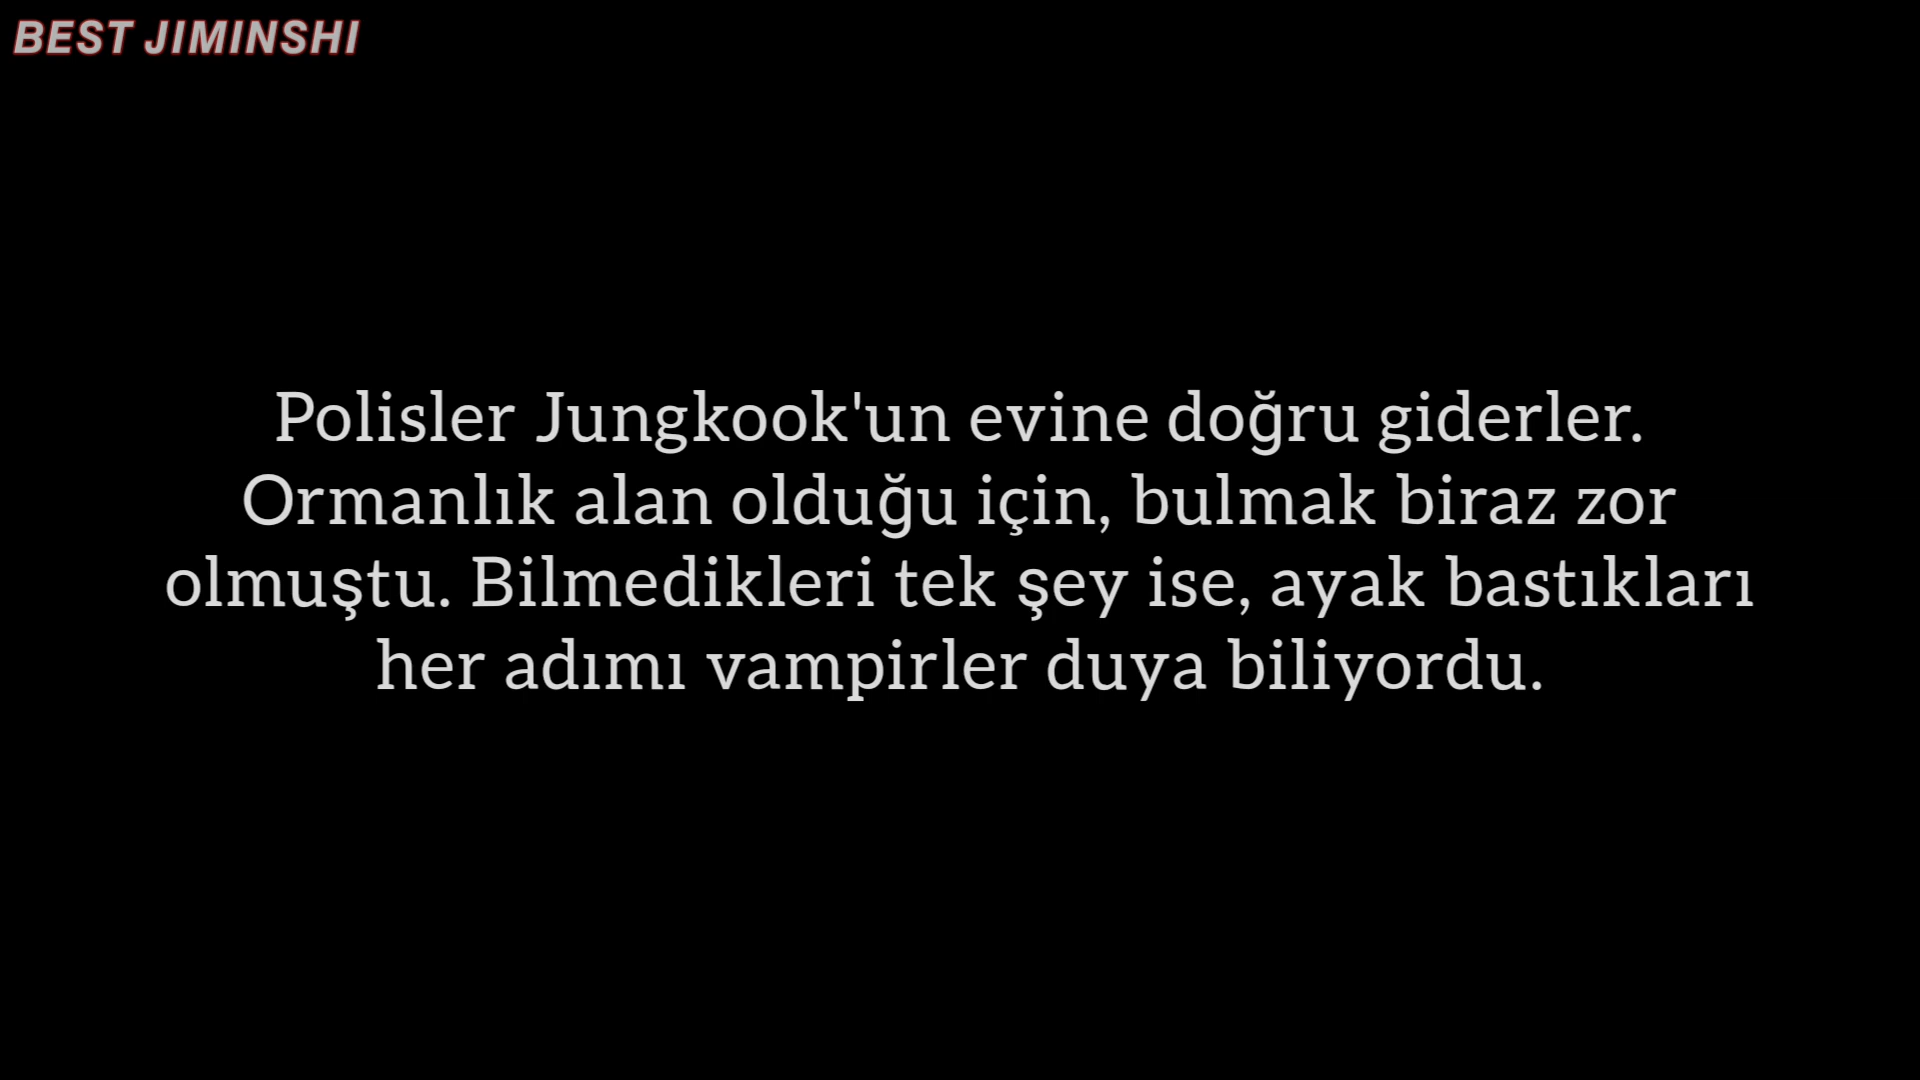 BEST JIMINSHI
Polisler Jungkook'un evine doğru giderler.
Ormanlık alan olduğu için, bulmak biraz zor
olmuştu. Bilmedikleri tek şey ise, ayak bastıkları
her adımı vampirler duya biliyordu.